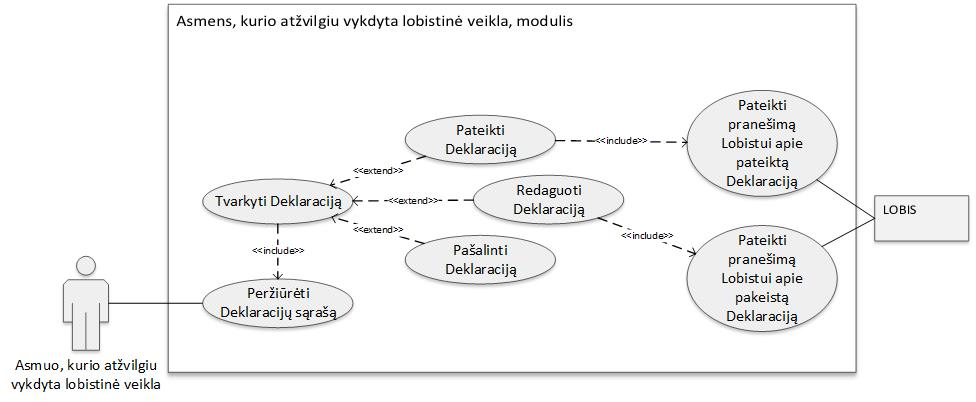 Asmens, kurio atžvilgiu vykdyta lobistinė veikla, modulis
Pateikti
Deklaraciją
<<include>>
Pateikti
pranešimą
Lobistui apie
pateiktą
Deklaraciją
<<extend>>
Tvarkyti Deklaraciją
<<extend>>
Redaguoti
Deklaraciją
LOBIS
<<extend>>
<<include>>
<<include>>
Pašalinti
Deklaraciją
Pateikti
pranešimą
Lobistui apie
pakeistą
Deklaraciją
Peržiūrėti
Deklaracijų sąrašą
Asmuo, kurio atžvilgiu
vykdyta lobistinė veikla